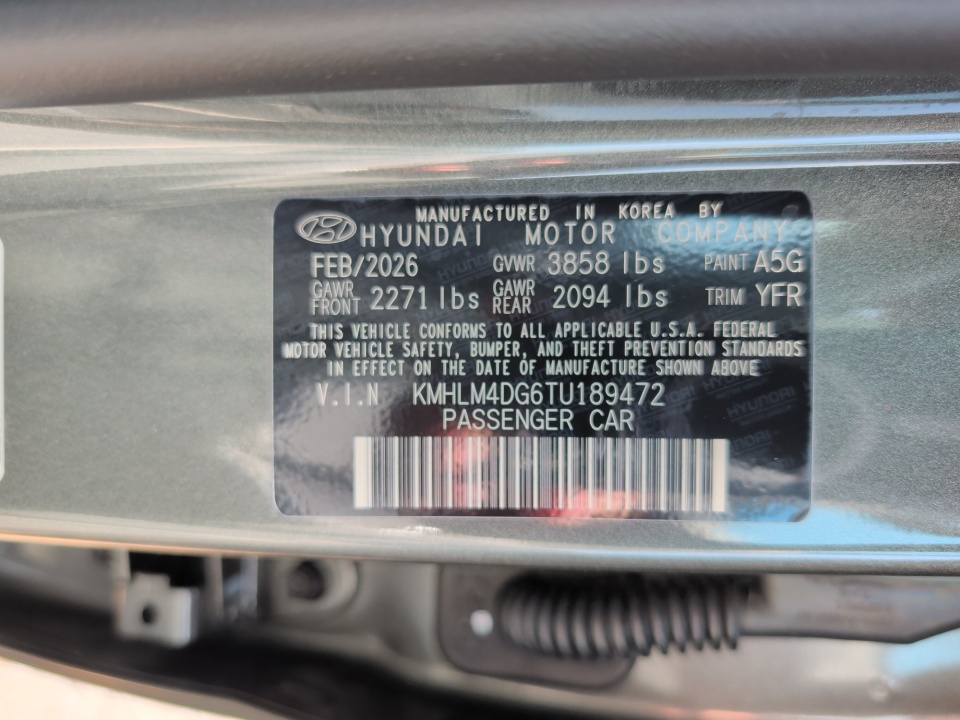 MANUFACTURED IN KOREA BY
HYUNDAI MOTOR COMPANY
FEB/2026 GVWR 3858 lbs PAINT A5G
GAWR FRONT 2271 lbs GAWR REAR 2094 lbs TRIM YFR
THIS VEHICLE CONFORMS TO ALL APPLICABLE U.S.A. FEDERAL
MOTOR VEHICLE SAFETY, BUMPER, AND THEFT PREVENTION STANDARDS
IN EFFECT ON THE DATE OF MANUFACTURE SHOWN ABOVE
V.I.N KMHLM4DG6TU189472
PASSENGER CAR